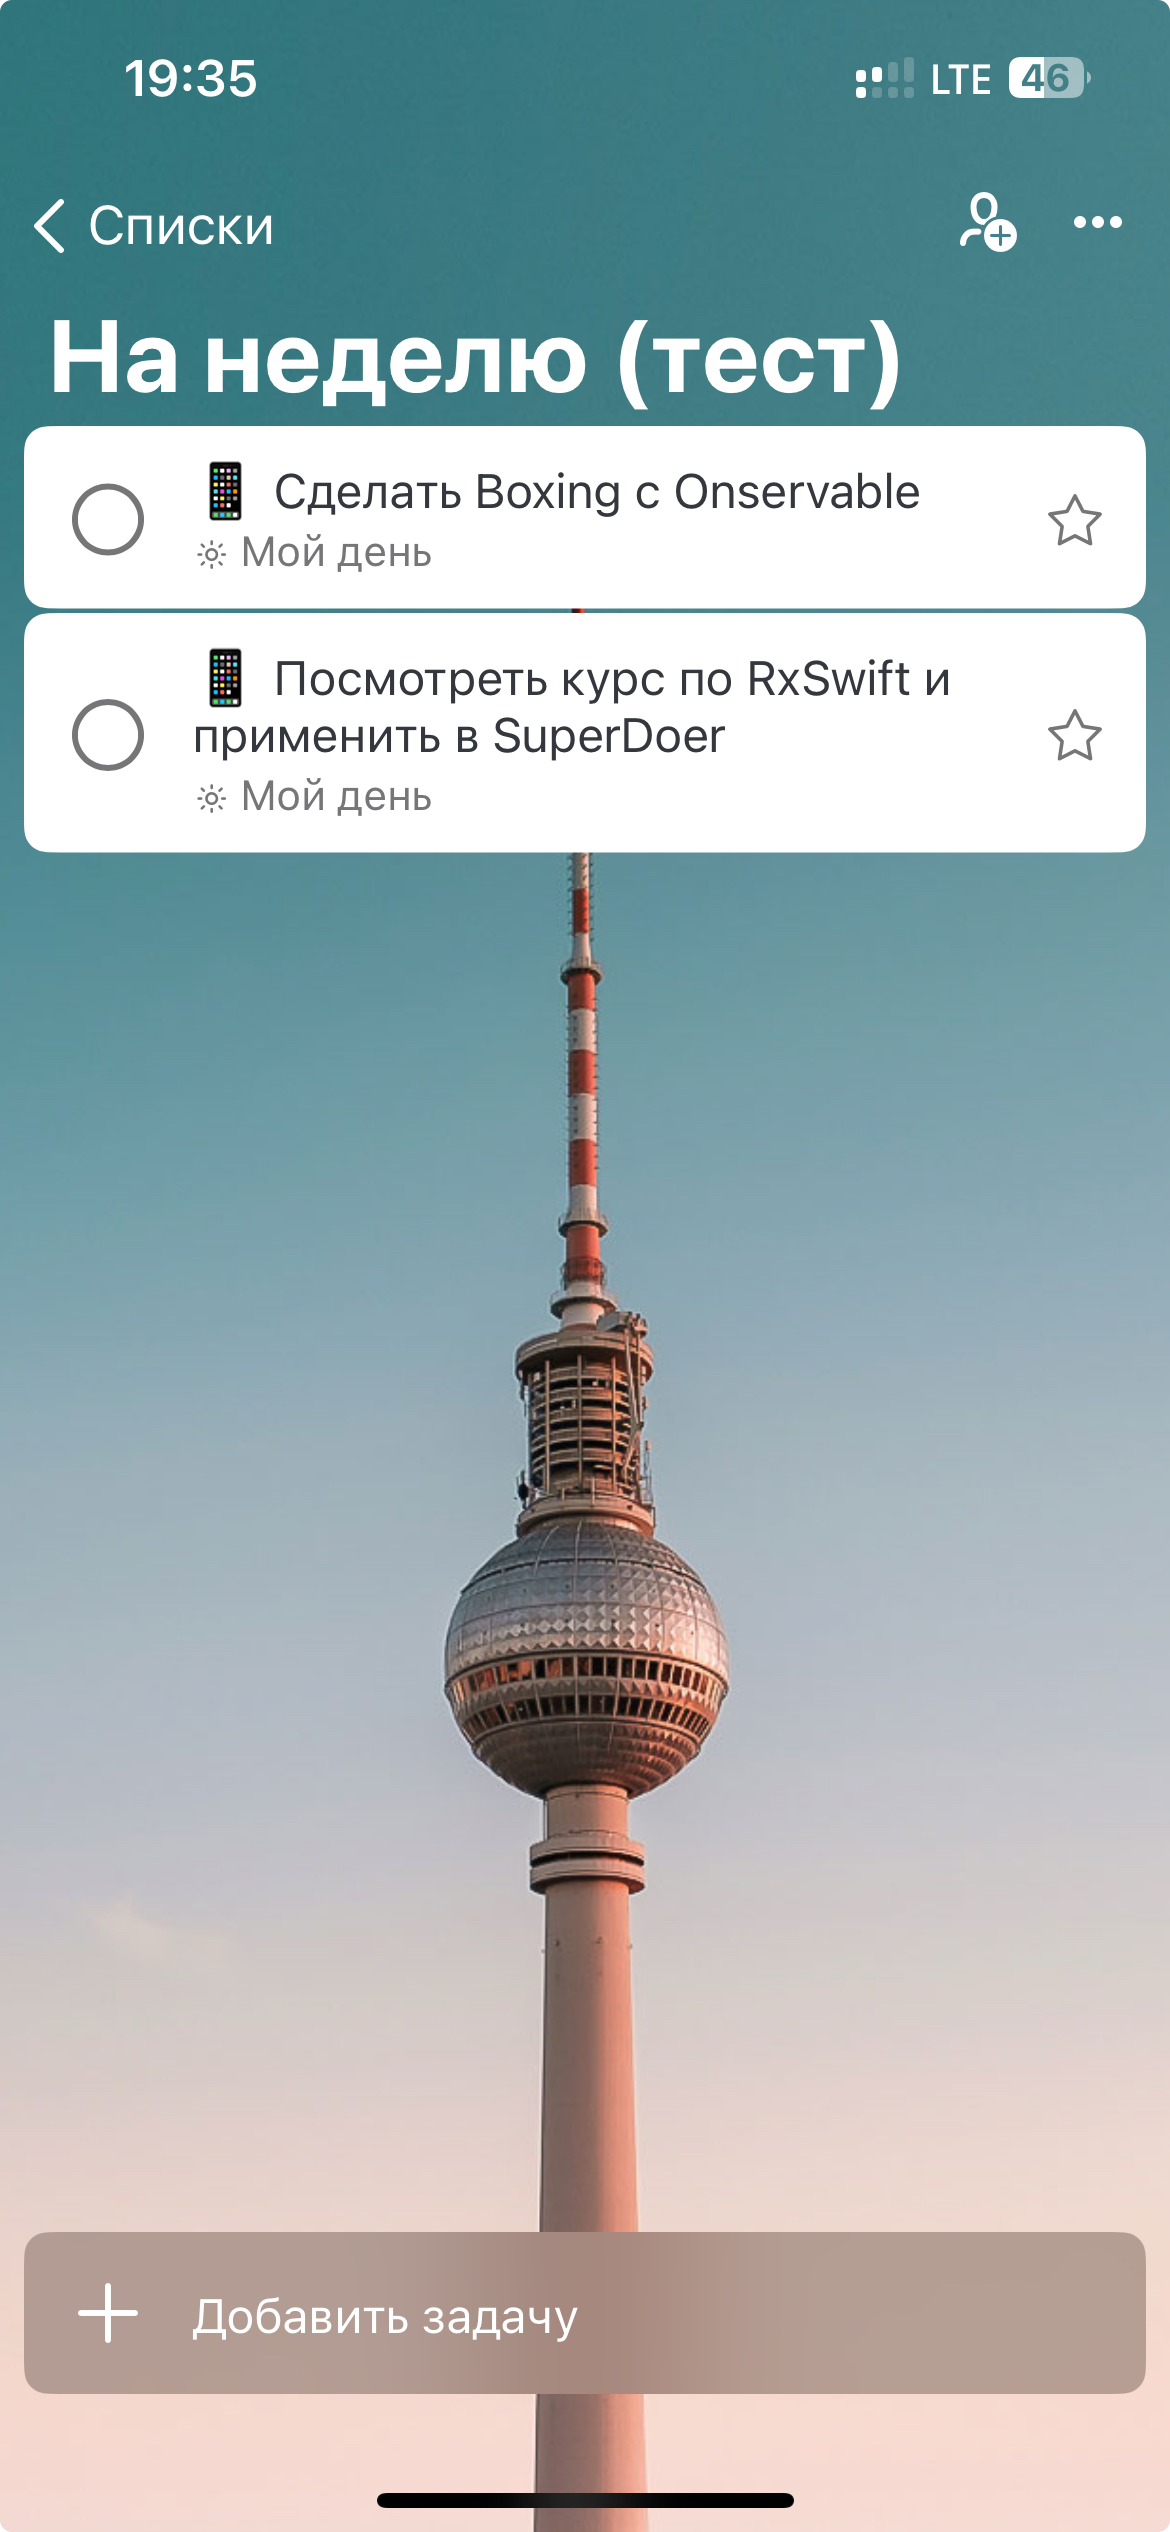 19:35 LTE 46
Списки
На неделю (тест)
📱 Сделать Boxing с Onservable
Мой день
📱 Посмотреть курс по RxSwift и
применить в SuperDoer
Мой день
Добавить задачу